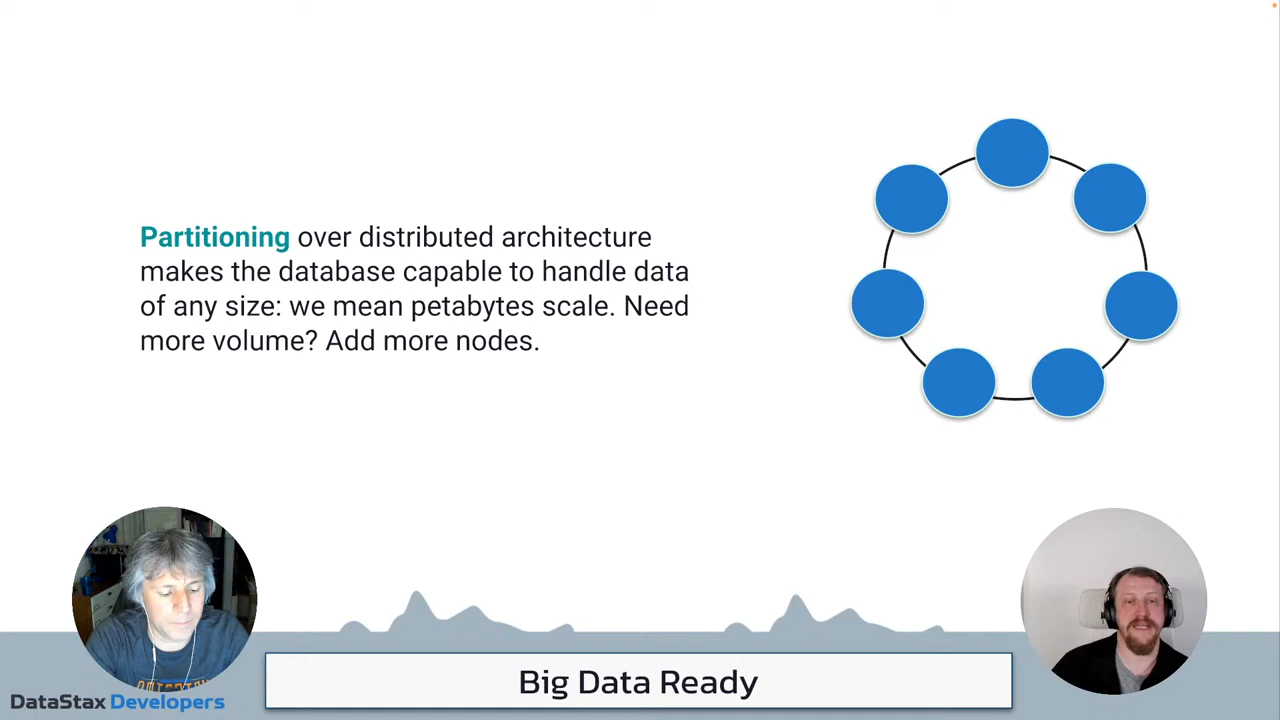 Partitioning over distributed architecture
makes the database capable to handle data
of any size: we mean petabytes scale. Need
more volume? Add more nodes.
Big Data Ready
DataStax Developers